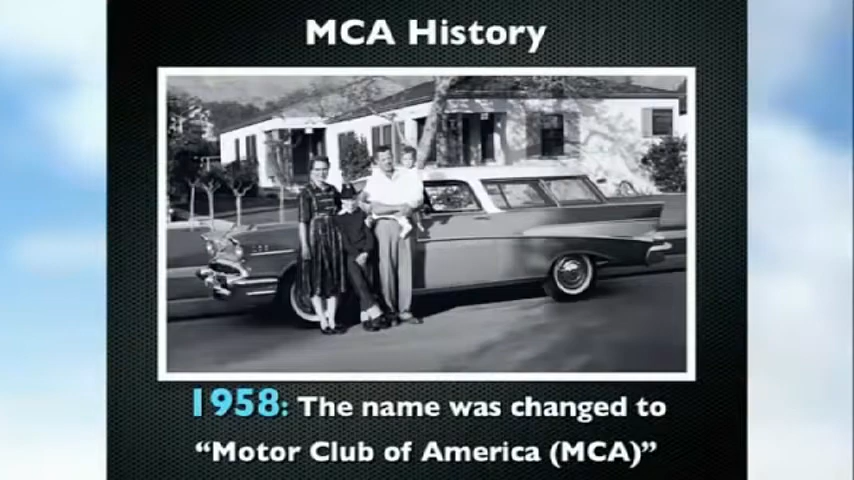 MCA History
1958: The name was changed to
“Motor Club of America (MCA)”